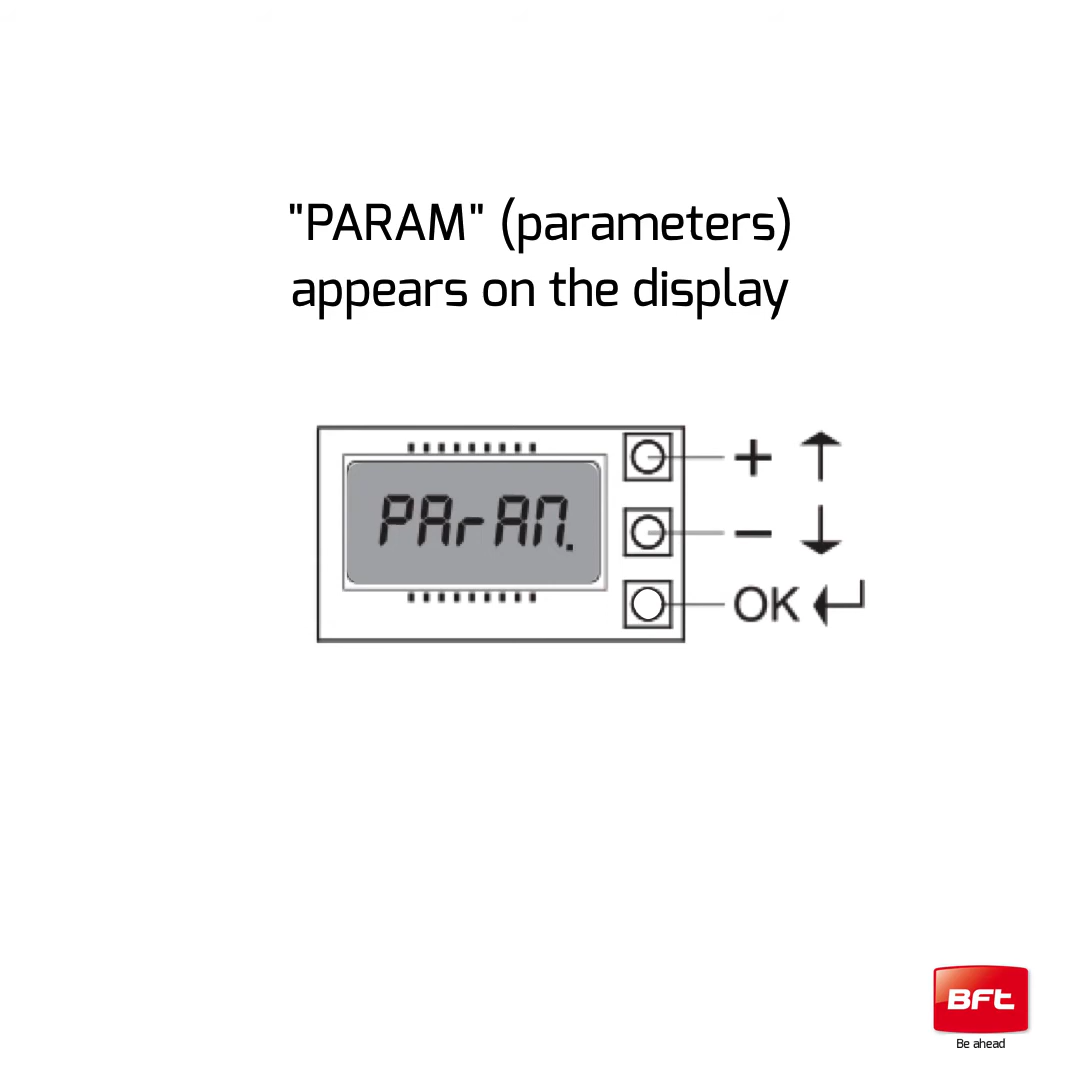 "PARAM" (parameters)
appears on the display
+ ↑
PArAM.
− ↓
OK ↵
BFt
Be ahead